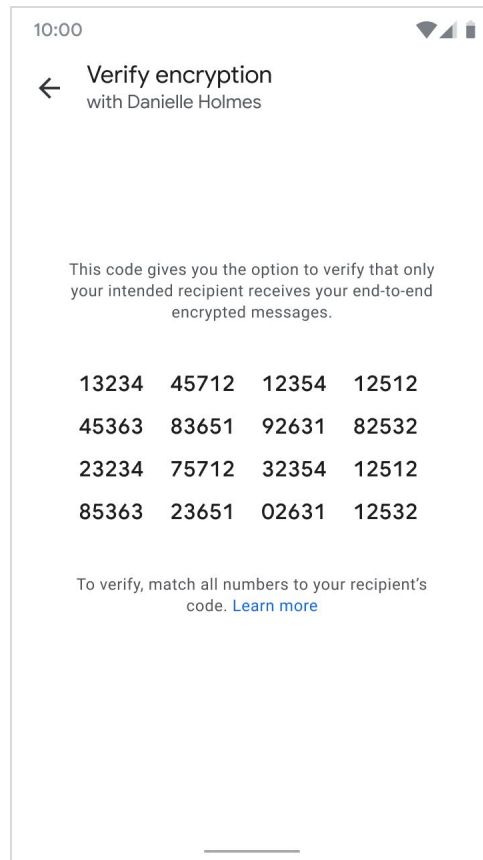 10:00
Verify encryption
with Danielle Holmes
This code gives you the option to verify that only
your intended recipient receives your end-to-end
encrypted messages.
13234 45712 12354 12512
45363 83651 92631 82532
23234 75712 32354 12512
85363 23651 02631 12532
To verify, match all numbers to your recipient’s
code. Learn more